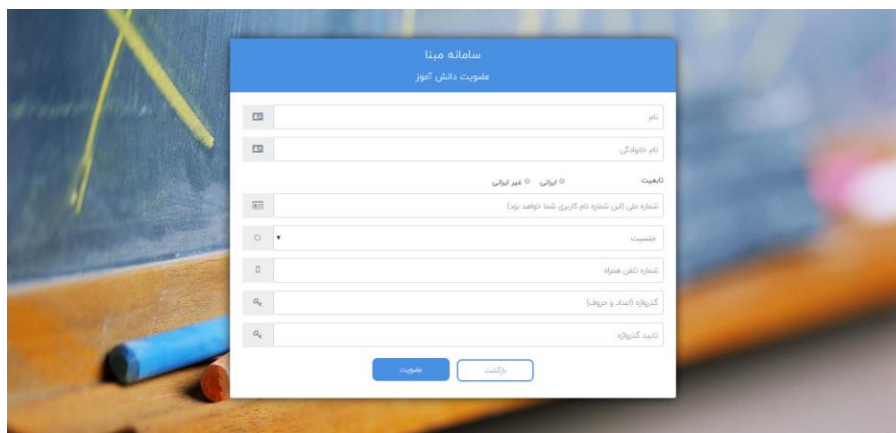 سامانه مبنا
عضویت دانش آموز
نام
نام خانوادگی
تابعیت ایرانی غیر ایرانی
شماره ملی (این شماره نام کاربری شما خواهد بود)
جنسیت
شماره تلفن همراه
گذرواژه (اعداد و حروف)
تایید گذرواژه
بازگشت عضویت